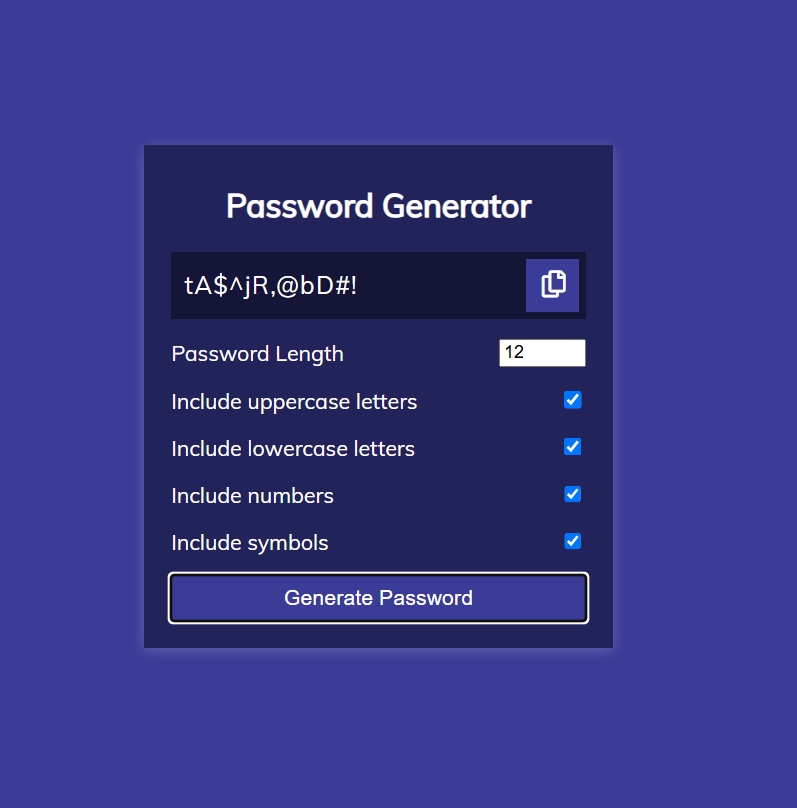 Password Generator
tA$^jR,@bD#!
Password Length
12
Include uppercase letters
Include lowercase letters
Include numbers
Include symbols
Generate Password